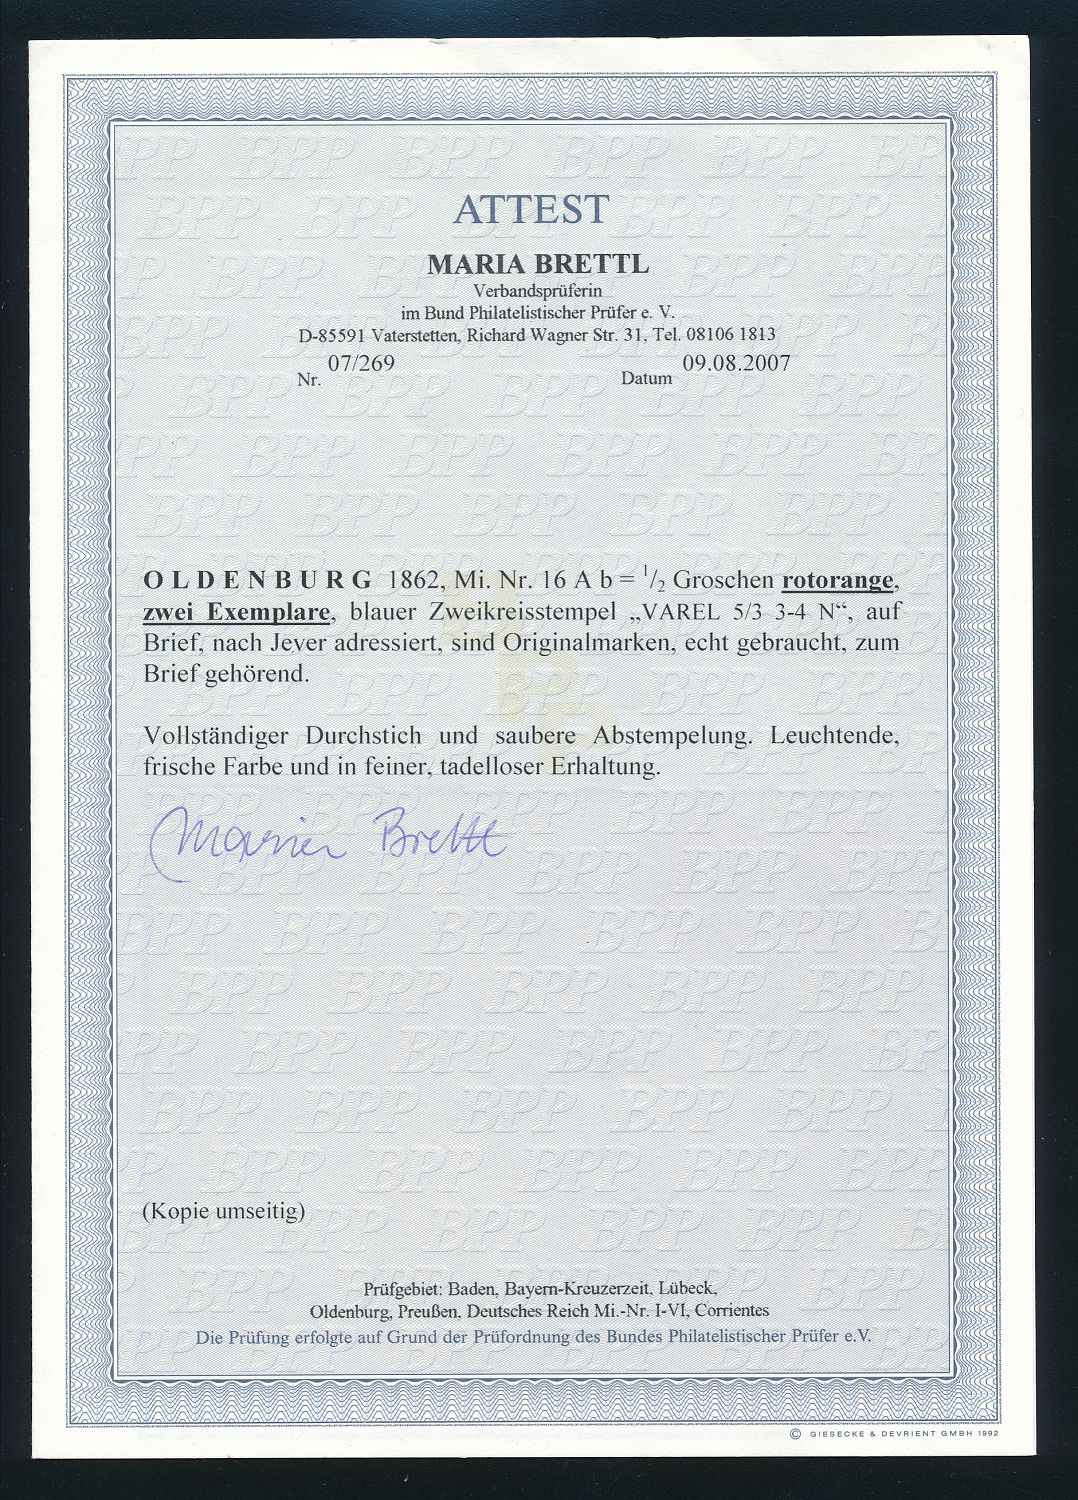 ATTEST
MARIA BRETTL
Verbandsprüferin
im Bund Philatelistischer Prüfer e. V.
D-85591 Vaterstetten, Richard Wagner Str. 31, Tel. 08106 1813
Nr. 07/269 Datum 09.08.2007
OLDENBURG 1862, Mi. Nr. 16 A b = 1/2 Groschen rotorange,
zwei Exemplare, blauer Zweikreisstempel „VAREL 5/3 3-4 N“, auf
Brief, nach Jever adressiert, sind Originalmarken, echt gebraucht, zum
Brief gehörend.
Vollständiger Durchstich und saubere Abstempelung. Leuchtende,
frische Farbe und in feiner, tadelloser Erhaltung.
Maria Brettl
(Kopie umseitig)
Prüfgebiet: Baden, Bayern-Kreuzerzeit, Lübeck,
Oldenburg, Preußen, Deutsches Reich Mi.-Nr. I-VI, Corrientes
Die Prüfung erfolgte auf Grund der Prüfordnung des Bundes Philatelistischer Prüfer e.V.
© GIESECKE & DEVRIENT GMBH 1992